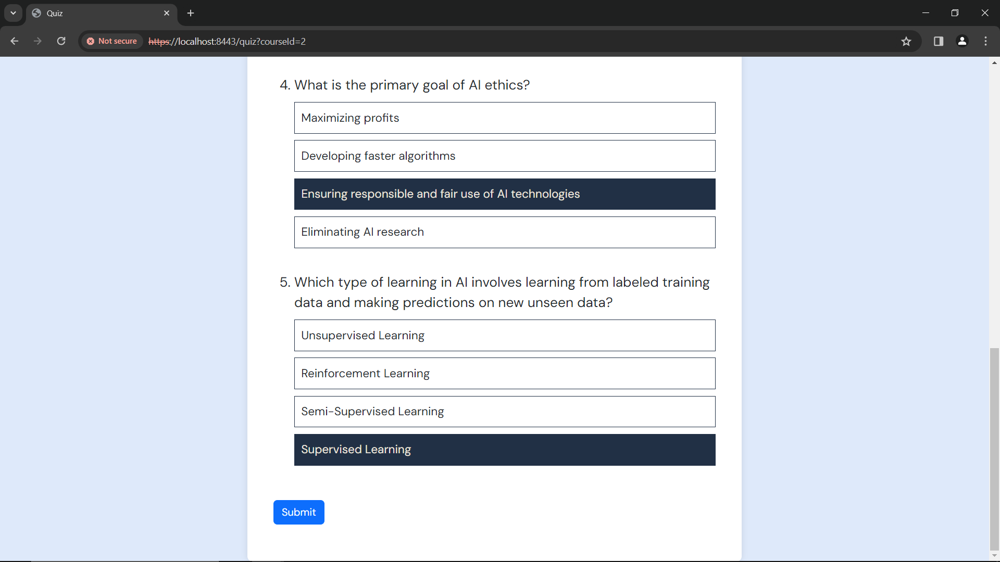 Quiz
Not secure https://localhost:8443/quiz?courseId=2
4. What is the primary goal of AI ethics?
Maximizing profits
Developing faster algorithms
Ensuring responsible and fair use of AI technologies
Eliminating AI research
5. Which type of learning in AI involves learning from labeled training
data and making predictions on new unseen data?
Unsupervised Learning
Reinforcement Learning
Semi-Supervised Learning
Supervised Learning
Submit